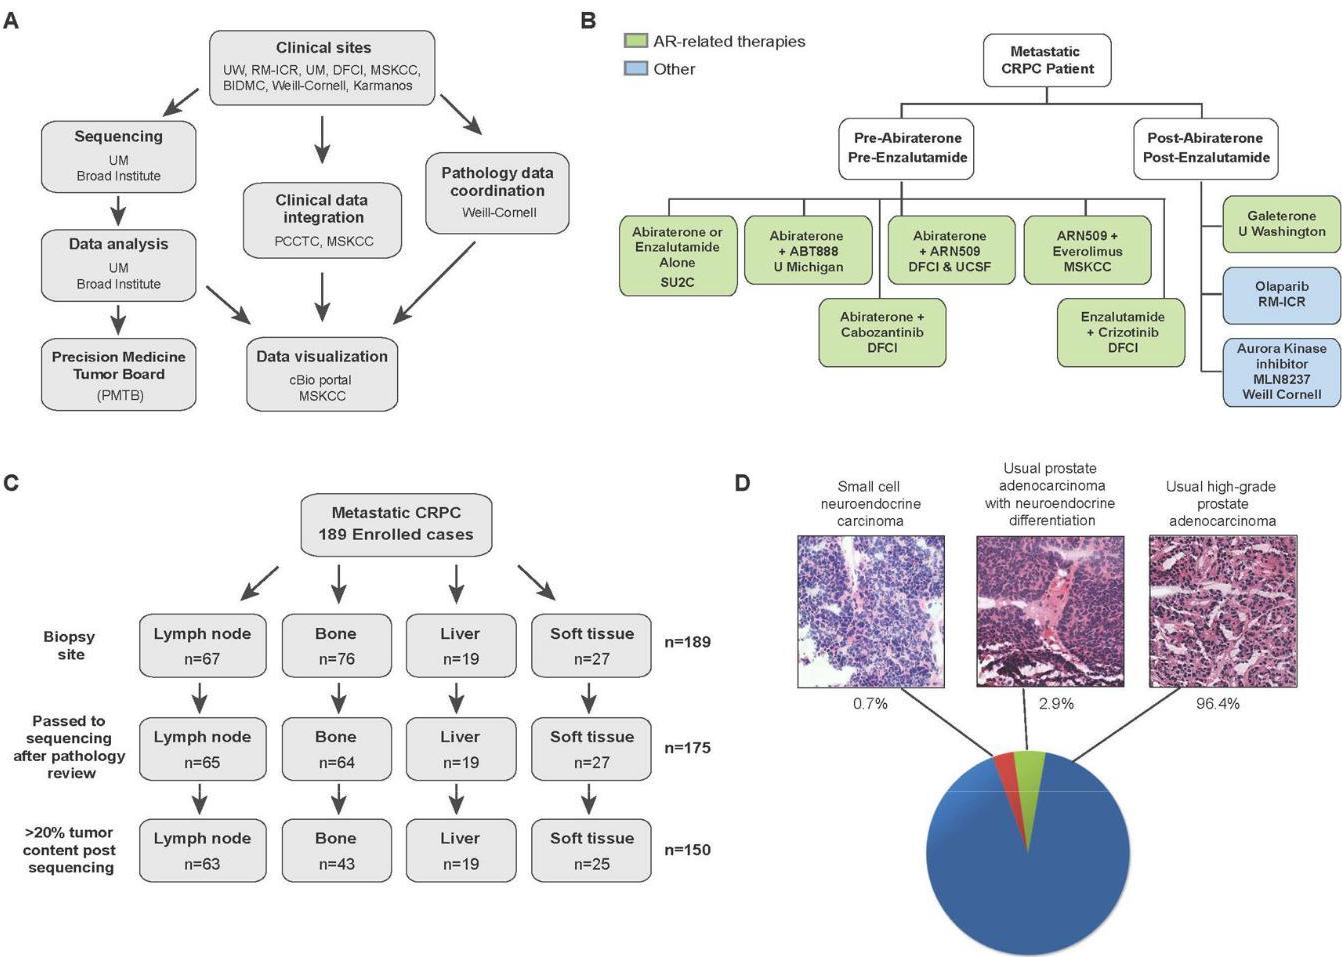 A
Clinical sites
UW, RM-ICR, UM, DFCI, MSKCC,
BIDMC, Weill-Cornell, Karmanos
Sequencing
UM
Broad Institute
Clinical data
integration
PCCTC, MSKCC
Pathology data
coordination
Weill-Cornell
Data analysis
UM
Broad Institute
Precision Medicine
Tumor Board
(PMTB)
Data visualization
cBio portal
MSKCC
B
AR-related therapies
Other
Metastatic
CRPC Patient
Pre-Abiraterone
Pre-Enzalutamide
Post-Abiraterone
Post-Enzalutamide
Abiraterone or
Enzalutamide
Alone
SU2C
Abiraterone
+ ABT888
U Michigan
Abiraterone
+ ARN509
DFCI & UCSF
ARN509 +
Everolimus
MSKCC
Abiraterone +
Cabozantinib
DFCI
Enzalutamide
+ Crizotinib
DFCI
Galeterone
U Washington
Olaparib
RM-ICR
Aurora Kinase
inhibitor
MLN8237
Weill Cornell
C
Metastatic CRPC
189 Enrolled cases
Biopsy
site
Lymph node
n=67
Bone
n=76
Liver
n=19
Soft tissue
n=27
n=189
Passed to
sequencing
after pathology
review
Lymph node
n=65
Bone
n=64
Liver
n=19
Soft tissue
n=27
n=175
>20% tumor
content post
sequencing
Lymph node
n=63
Bone
n=43
Liver
n=19
Soft tissue
n=25
n=150
D
Small cell
neuroendocrine
carcinoma
Usual prostate
adenocarcinoma
with neuroendocrine
differentiation
Usual high-grade
prostate
adenocarcinoma
0.7%
2.9%
96.4%